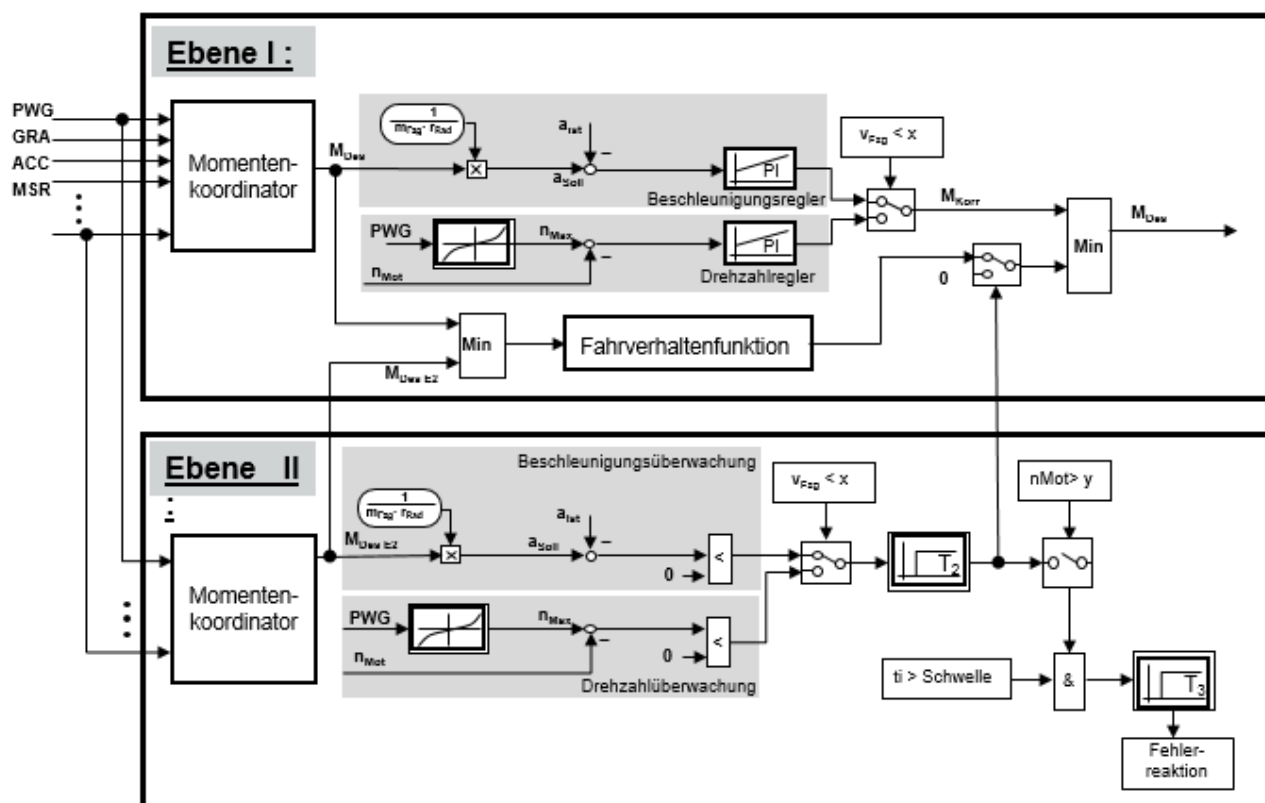 Ebene I :
PWG
GRA
ACC
MSR
Momenten-
koordinator
M_Des
1
m_Fzg. r_Rad
×
a_Ist
–
a_Soll
PI
Beschleunigungsregler
PWG
n_Max
–
n_Mot
PI
Drehzahlregler
v_Fzg < x
M_Korr
0
Min
M_Des
Min
M_Des E2
Fahrverhaltenfunktion
Ebene II
Momenten-
koordinator
M_Des E2
Beschleunigungsüberwachung
1
m_Fzg. r_Rad
×
a_Ist
–
a_Soll
0
<
PWG
n_Max
–
n_Mot
0
<
Drehzahlüberwachung
v_Fzg < x
T_2
nMot> y
ti > Schwelle
&
T_3
Fehler-
reaktion